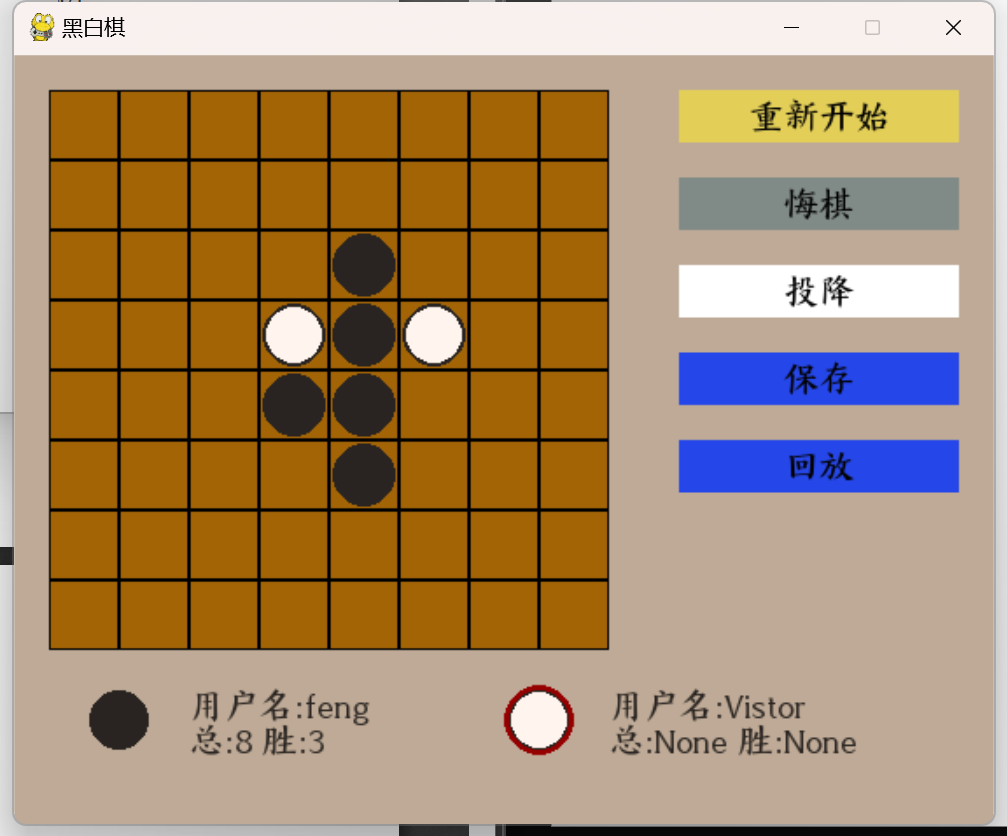 黑白棋
重新开始
悔棋
投降
保存
回放
用户名:feng
总:8 胜:3
用户名:Vistor
总:None 胜:None